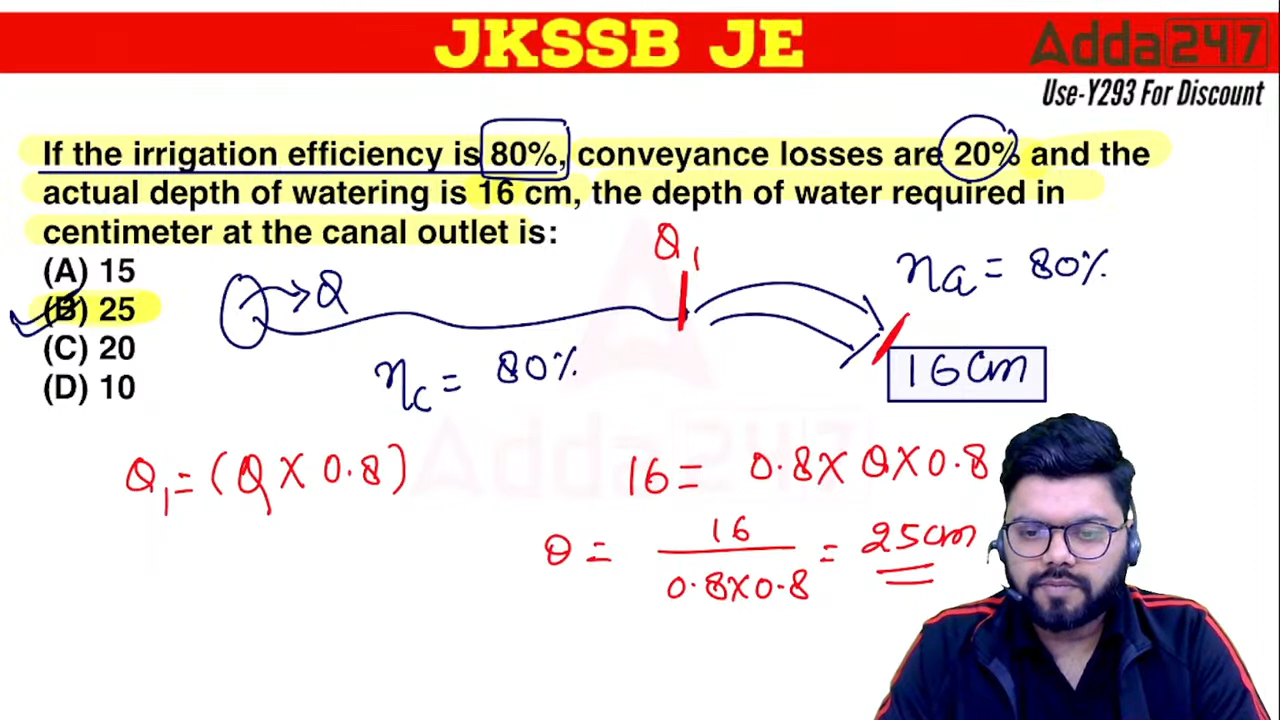 JKSSB JE
Adda247
Use-Y293 For Discount
If the irrigation efficiency is 80%, conveyance losses are 20% and the
actual depth of watering is 16 cm, the depth of water required in
centimeter at the canal outlet is:
(A) 15
(B) 25
(C) 20
(D) 10
Q
Q₁
ηa = 80%
ηc = 80%
16cm
Q₁ = (Q × 0.8)
16 = 0.8 × Q × 0.8
Q = 16 / 0.8×0.8 = 25cm
Adda247